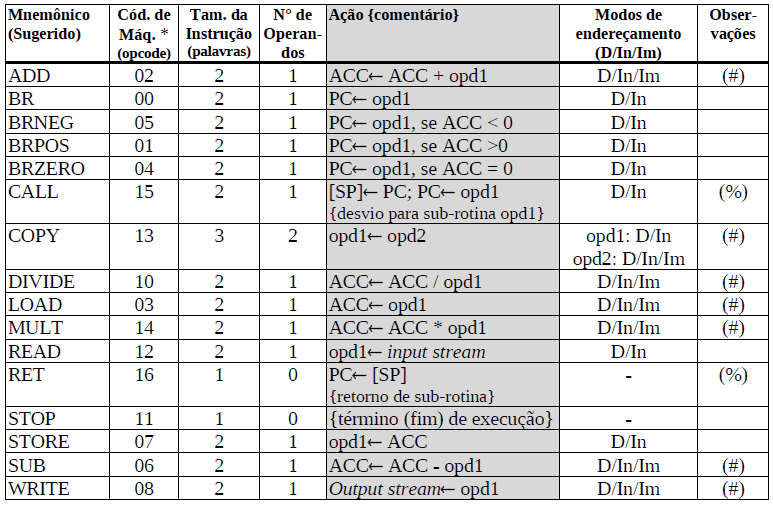 Mnemônico (Sugerido) Cód. de Máq. * (opcode) Tam. da Instrução (palavras) N° de Operan-dos Ação {comentário} Modos de endereçamento (D/In/Im) Obser-vações
ADD 02 2 1 ACC← ACC + opd1 D/In/Im (#)
BR 00 2 1 PC← opd1 D/In
BRNEG 05 2 1 PC← opd1, se ACC < 0 D/In
BRPOS 01 2 1 PC← opd1, se ACC >0 D/In
BRZERO 04 2 1 PC← opd1, se ACC = 0 D/In
CALL 15 2 1 [SP]← PC; PC← opd1 D/In (%)
{desvio para sub-rotina opd1}
COPY 13 3 2 opd1← opd2 opd1: D/In (#)
opd2: D/In/Im
DIVIDE 10 2 1 ACC← ACC / opd1 D/In/Im (#)
LOAD 03 2 1 ACC← opd1 D/In/Im (#)
MULT 14 2 1 ACC← ACC * opd1 D/In/Im (#)
READ 12 2 1 opd1← input stream D/In
RET 16 1 0 PC← [SP] - (%)
{retorno de sub-rotina}
STOP 11 1 0 {término (fim) de execução} -
STORE 07 2 1 opd1← ACC D/In
SUB 06 2 1 ACC← ACC - opd1 D/In/Im (#)
WRITE 08 2 1 Output stream← opd1 D/In/Im (#)